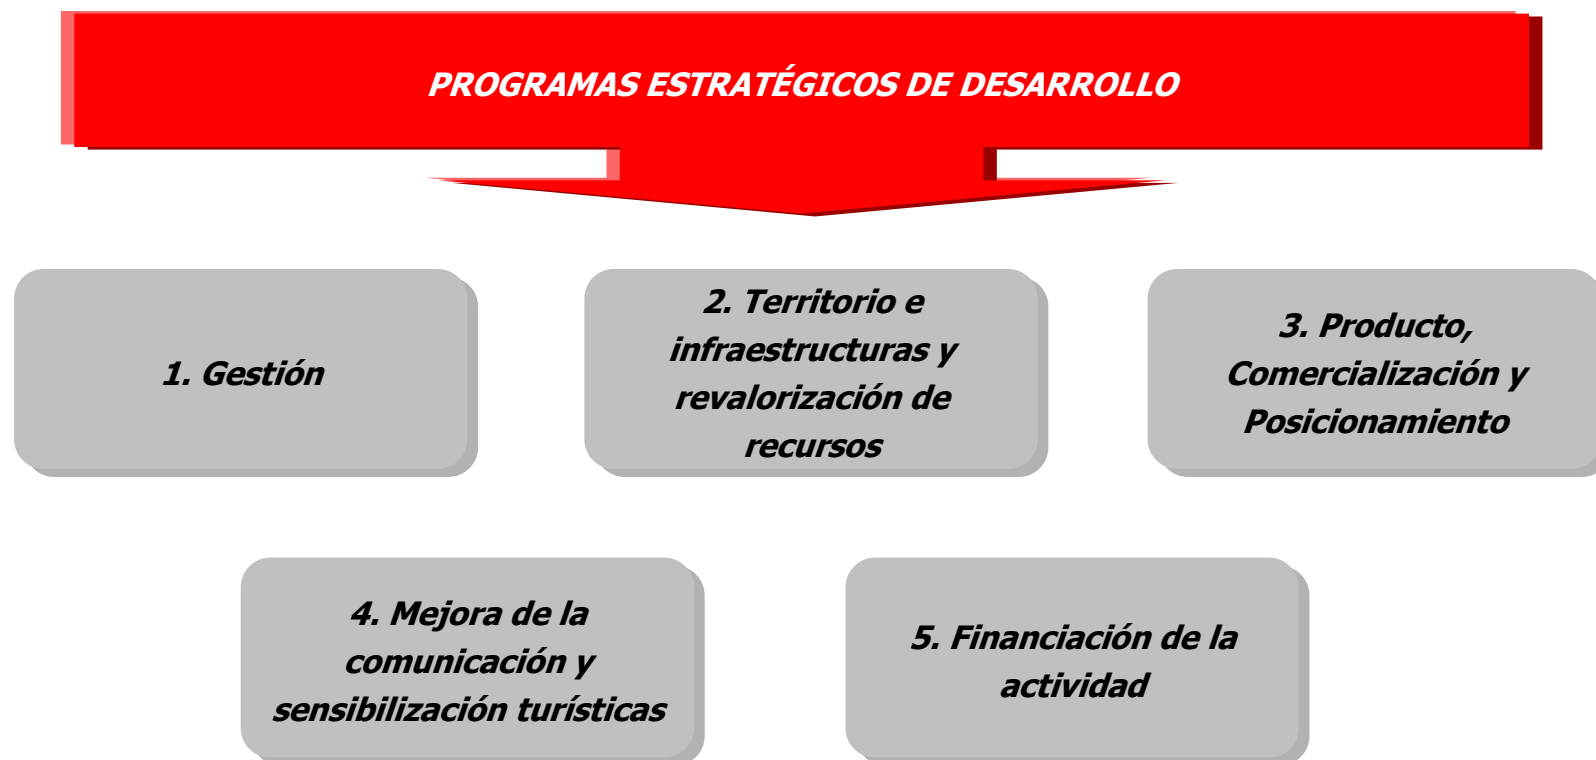 PROGRAMAS ESTRATÉGICOS DE DESARROLLO
1. Gestión
2. Territorio e
infraestructuras y
revalorización de
recursos
3. Producto,
Comercialización y
Posicionamiento
4. Mejora de la
comunicación y
sensibilización turísticas
5. Financiación de la
actividad